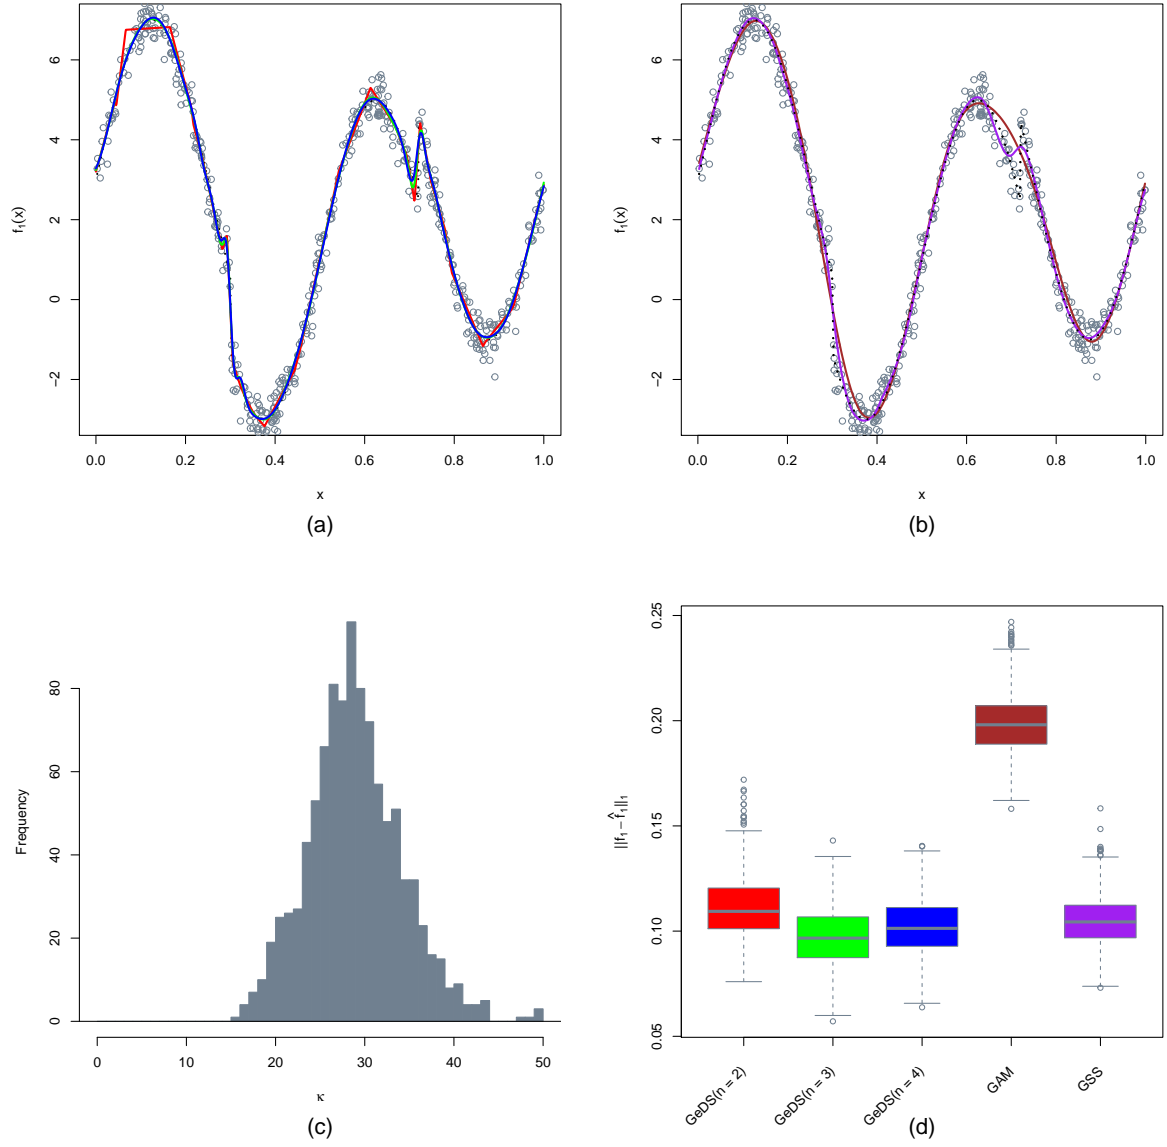 f₁(x)
6
4
2
0
−2
0.0 0.2 0.4 0.6 0.8 1.0
x
(a)
f₁(x)
6
4
2
0
−2
0.0 0.2 0.4 0.6 0.8 1.0
x
(b)
Frequency
80
60
40
20
0
0 10 20 30 40 50
κ
(c)
||f₁ − f̂₁||₁
0.25
0.20
0.15
0.10
0.05
GeDS(n = 2) GeDS(n = 3) GeDS(n = 4) GAM GSS
(d)